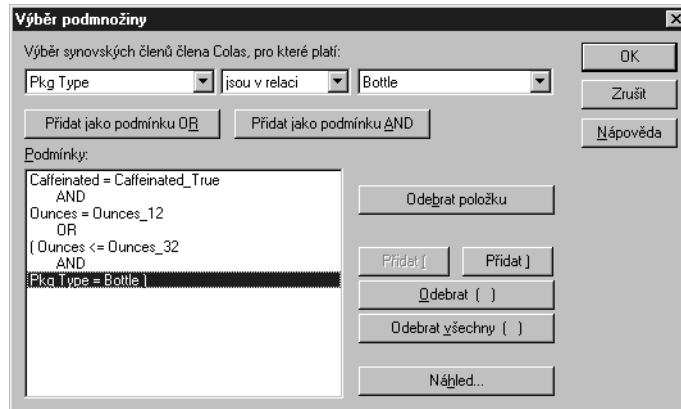 Výběr podmnožiny
Výběr synovských členů člena Colas, pro které platí:
Pkg Type
jsou v relaci
Bottle
OK
Zrušit
Nápověda
Přidat jako podmínku OR
Přidat jako podmínku AND
Podmínky:
Caffeinated = Caffeinated_True
AND
Ounces = Ounces_12
OR
( Ounces <= Ounces_32
AND
Pkg Type = Bottle )
Odebrat položku
Přidat (
Přidat )
Odebrat ( )
Odebrat všechny ( )
Náhled...